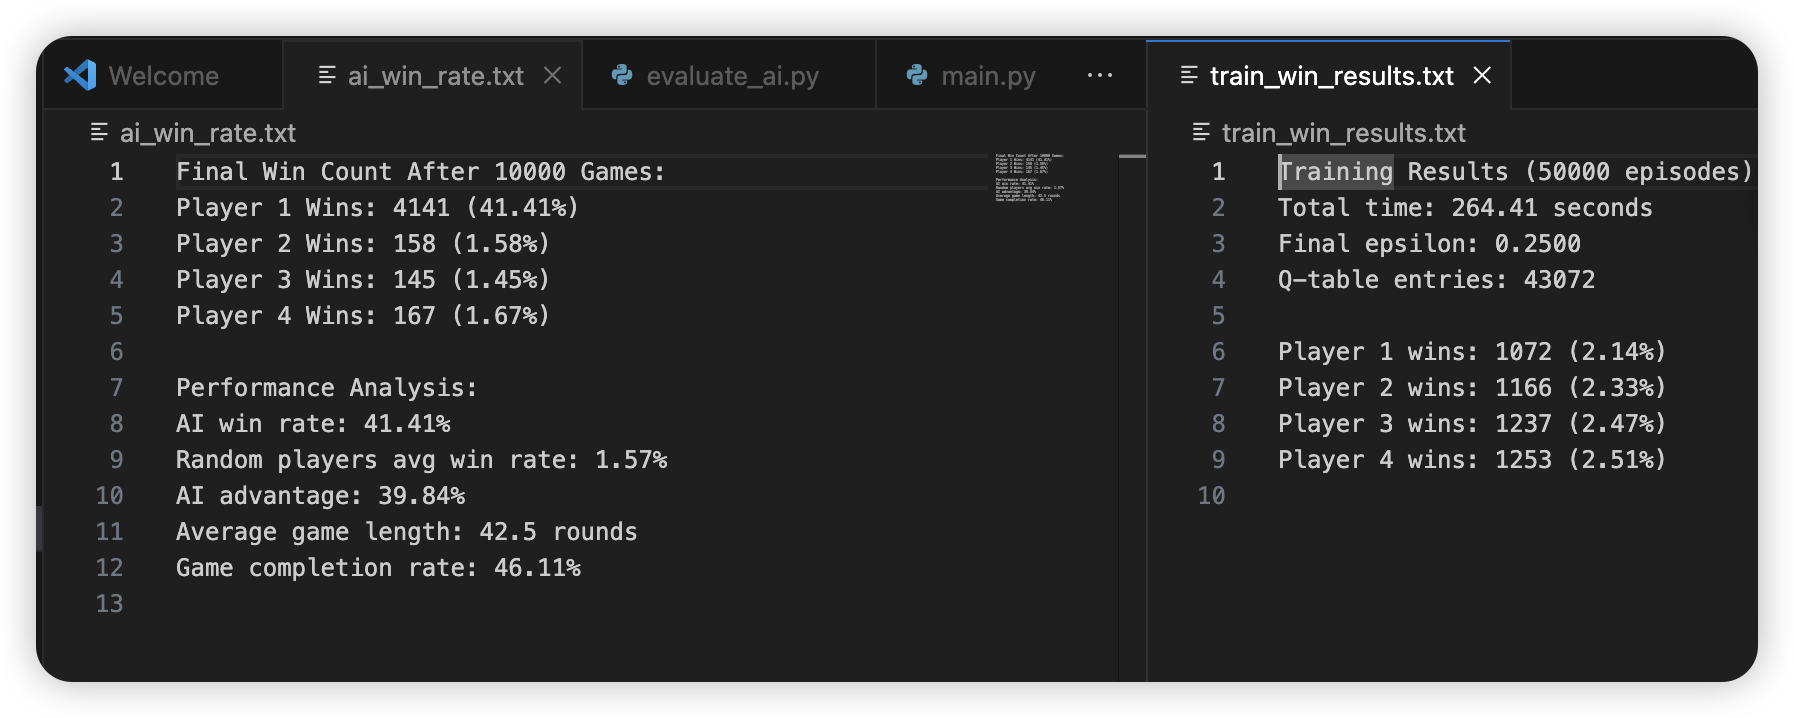 Welcome
ai_win_rate.txt
evaluate_ai.py
main.py
train_win_results.txt
ai_win_rate.txt
1 Final Win Count After 10000 Games:
2 Player 1 Wins: 4141 (41.41%)
3 Player 2 Wins: 158 (1.58%)
4 Player 3 Wins: 145 (1.45%)
5 Player 4 Wins: 167 (1.67%)
6
7 Performance Analysis:
8 AI win rate: 41.41%
9 Random players avg win rate: 1.57%
10 AI advantage: 39.84%
11 Average game length: 42.5 rounds
12 Game completion rate: 46.11%
13
train_win_results.txt
1 Training Results (50000 episodes)
2 Total time: 264.41 seconds
3 Final epsilon: 0.2500
4 Q-table entries: 43072
5
6 Player 1 wins: 1072 (2.14%)
7 Player 2 wins: 1166 (2.33%)
8 Player 3 wins: 1237 (2.47%)
9 Player 4 wins: 1253 (2.51%)
10